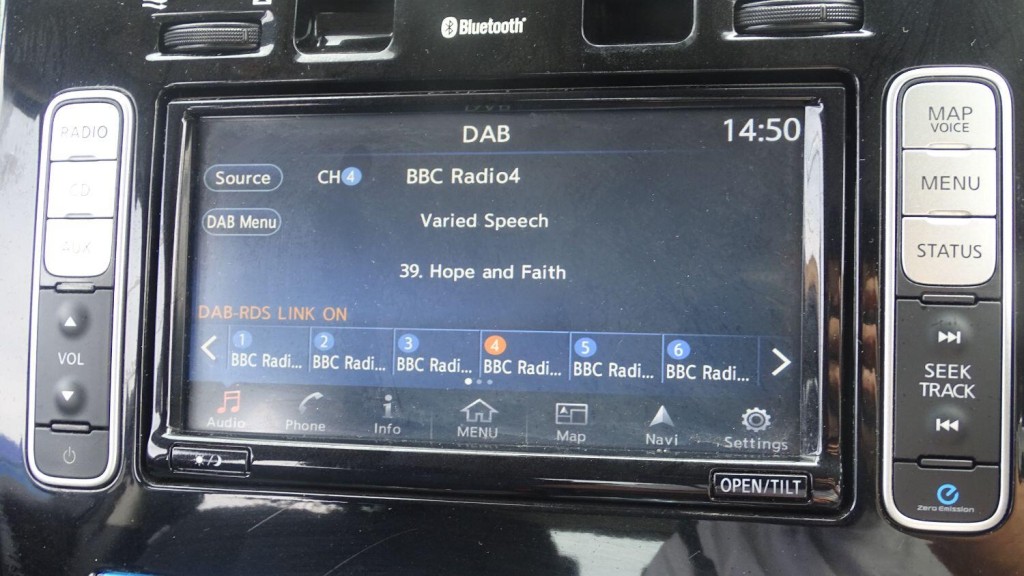 Bluetooth
RADIO
CD
AUX
VOL
DAB
14:50
Source
CH4
BBC Radio4
DAB Menu
Varied Speech
39. Hope and Faith
DAB-RDS LINK ON
1 2 3 4 5 6
BBC Radi... BBC Radi... BBC Radi... BBC Radi... BBC Radi... BBC Radi...
Audio Phone Info MENU Map Navi Settings
OPEN/TILT
MAP
VOICE
MENU
STATUS
SEEK
TRACK
Zero Emission